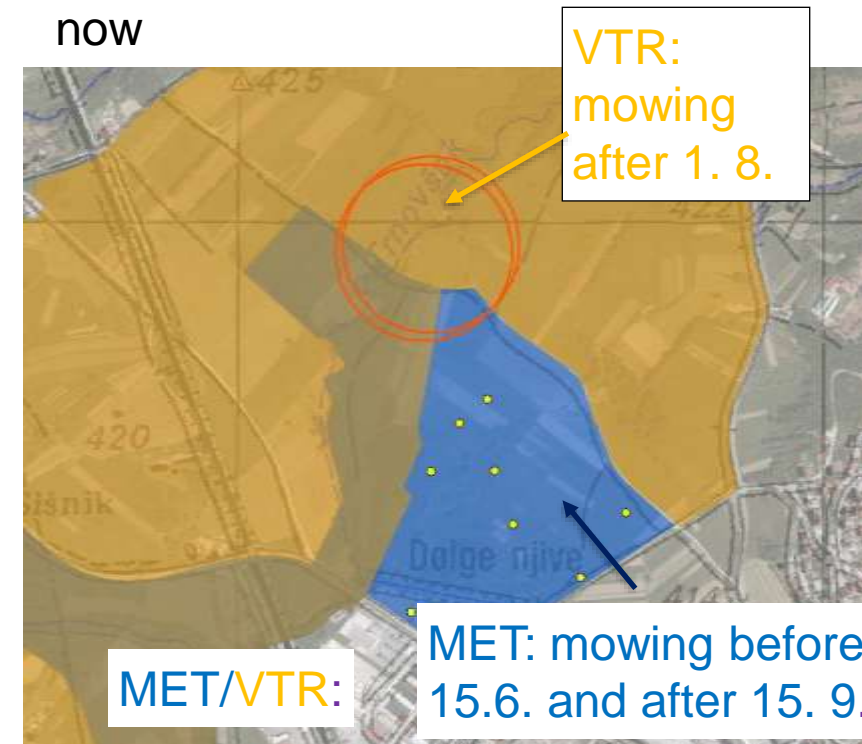 now
VTR:
mowing
after 1. 8.
425
422
420
Dolge njive
MET/VTR:
MET: mowing before
15.6. and after 15. 9.